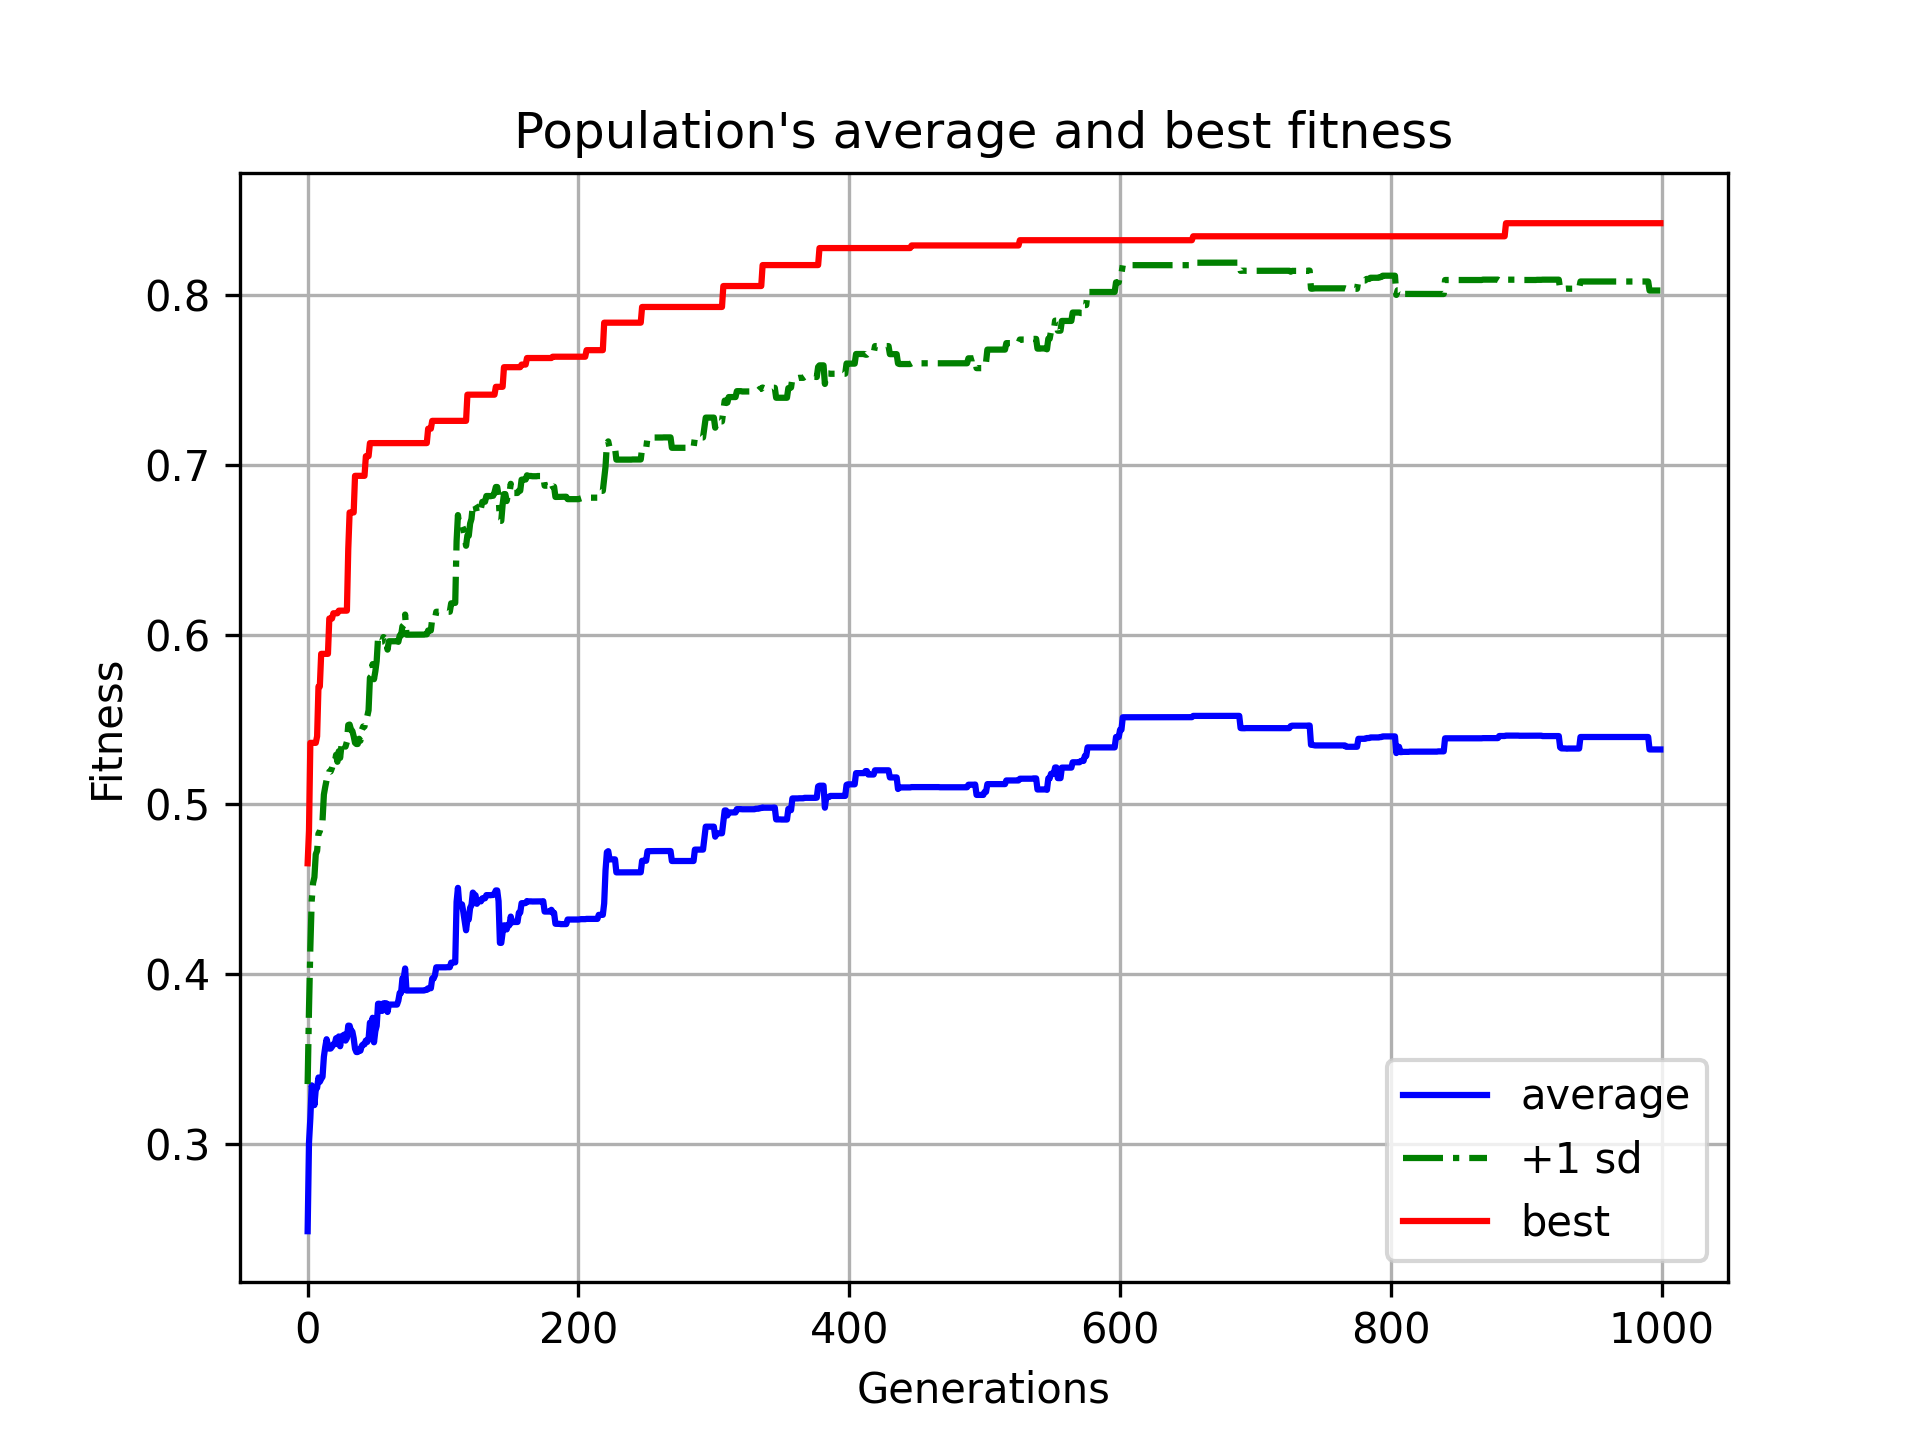 Population's average and best fitness
Fitness
0.8
0.7
0.6
0.5
0.4
0.3
0 200 400 600 800 1000
Generations
average
+1 sd
best